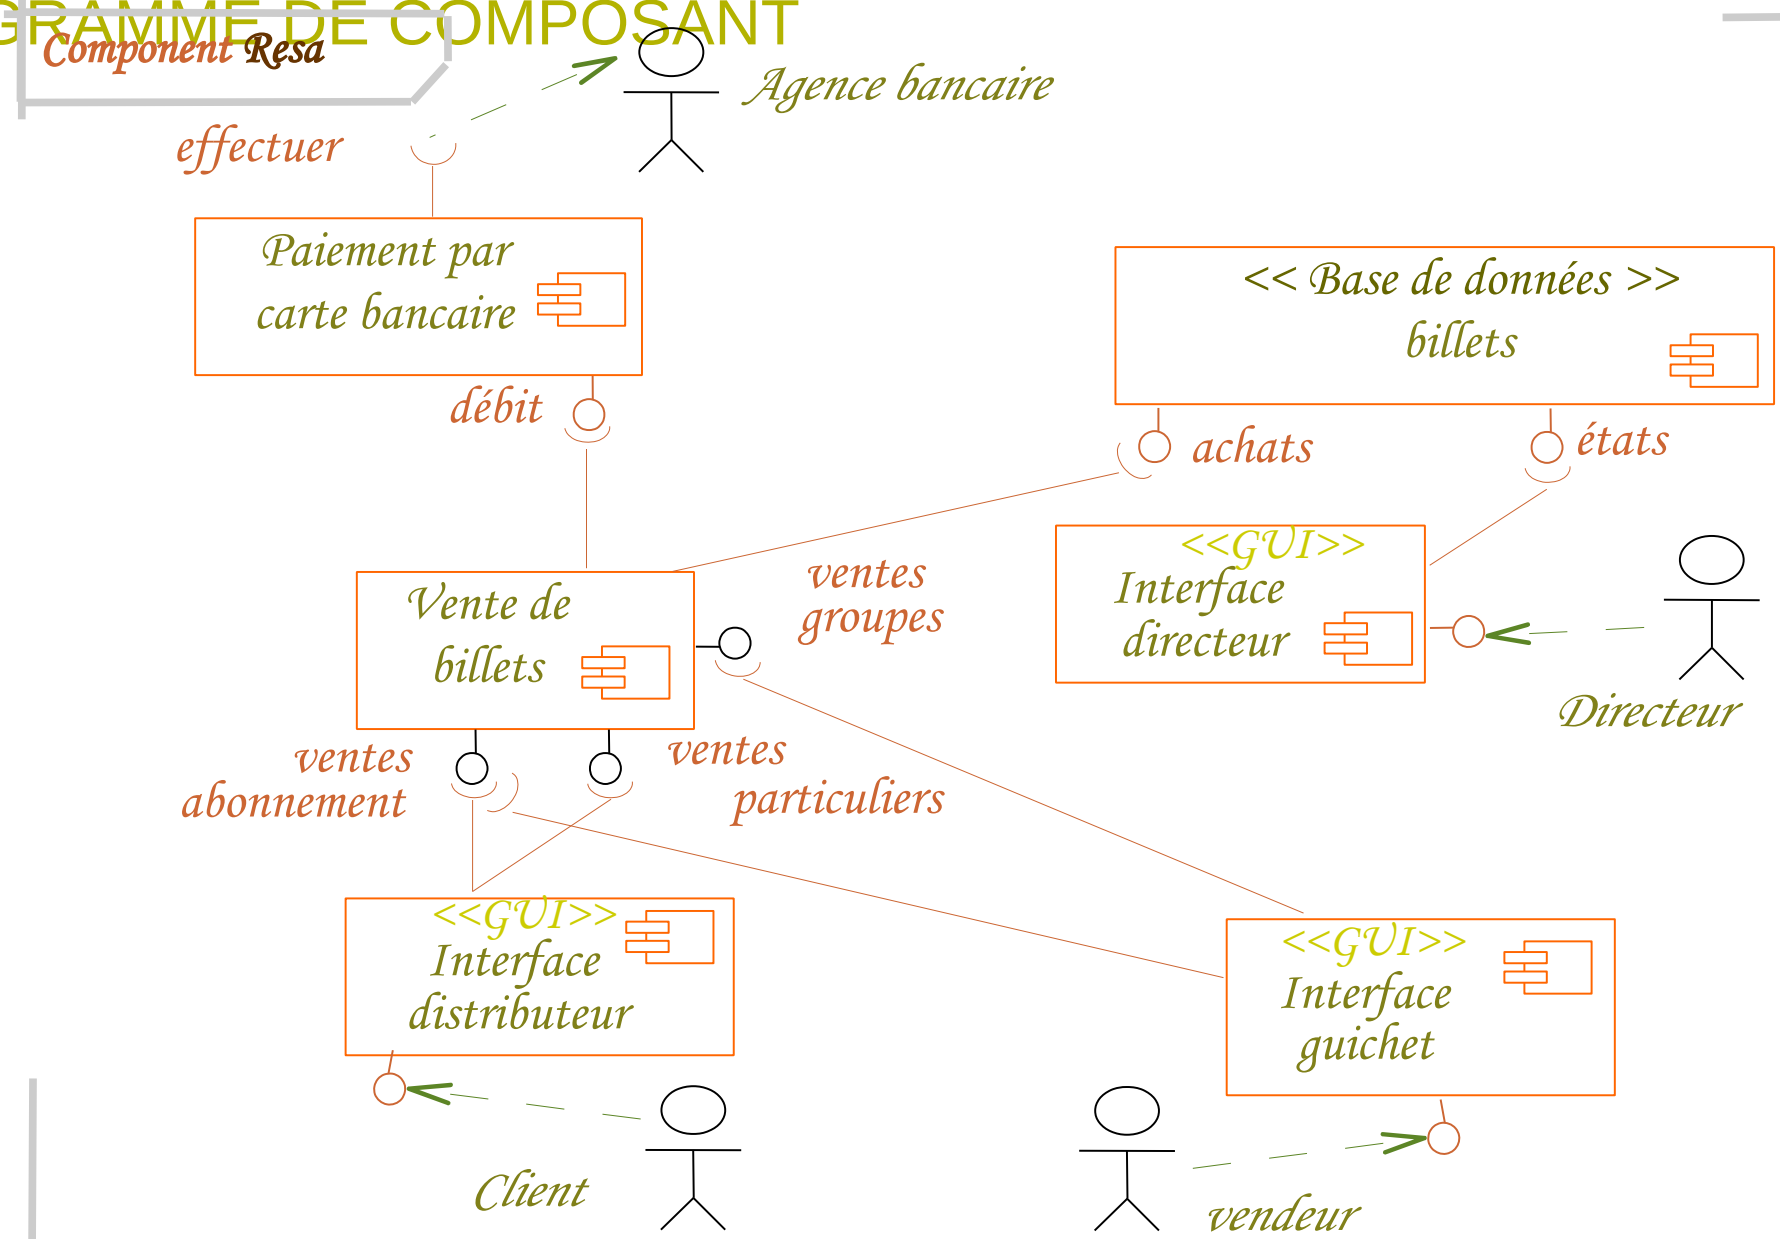 GRAMME DE COMPOSANT
Component Resa
Agence bancaire
effectuer
Paiement par
carte bancaire
<< Base de données >>
billets
débit
achats
états
<<GUI>>
Interface
directeur
ventes
groupes
Vente de
billets
Directeur
ventes
abonnement
ventes
particuliers
<<GUI>>
Interface
distributeur
<<GUI>>
Interface
guichet
Client
vendeur